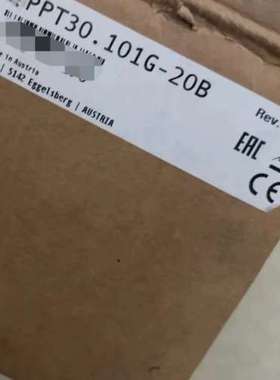 PPT30.101G-20B
Rev.
in Austria
| 5142 Eggelsberg | AUSTRIA
EAC
CE